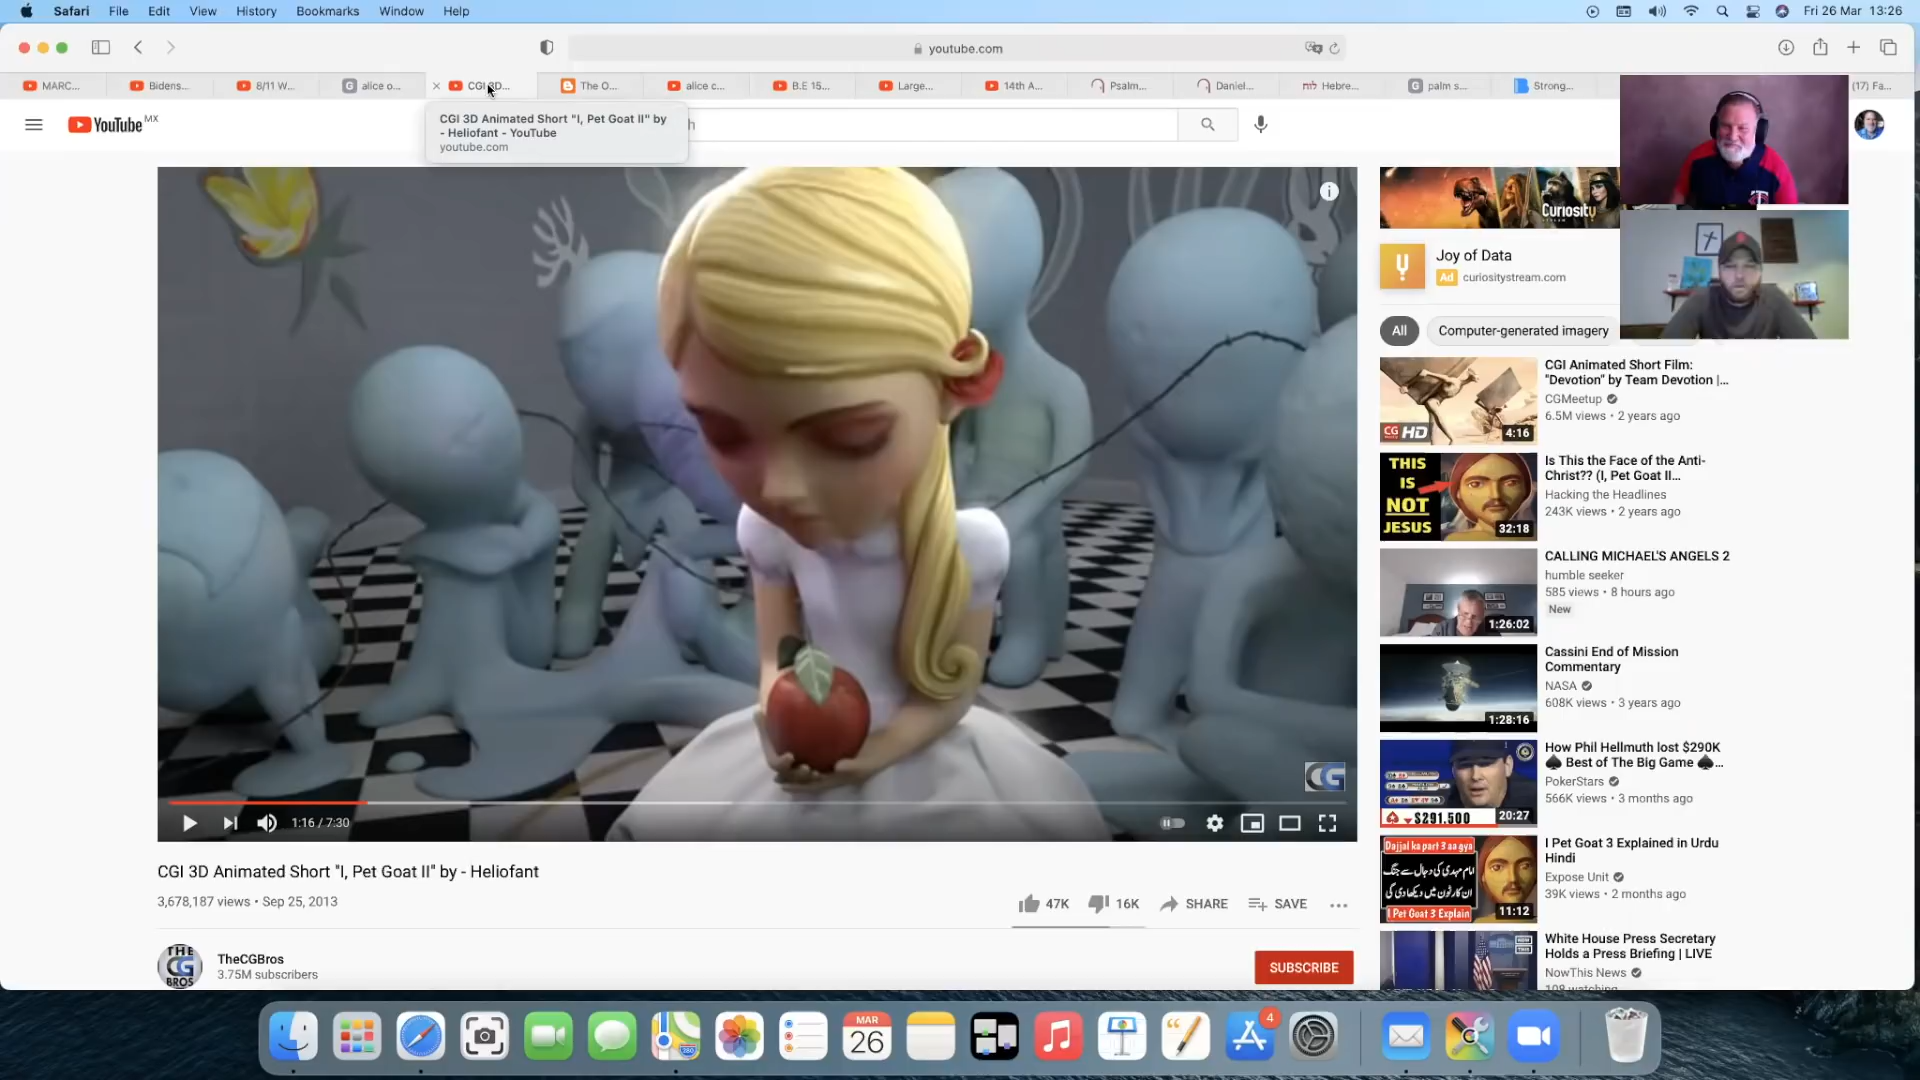 Safari File Edit View History Bookmarks Window Help
Fri 26 Mar 13:26
youtube.com
MARC... Bidens... 8/11 W... alice o... CGI 3D... The O... alice c... B.E 15... Large... 14th A... Psalm... Daniel... Hebre... palm s... Strong... (17) Fa...
CGI 3D Animated Short "I, Pet Goat II" by
- Heliofant - YouTube
youtube.com
YouTube MX
Curiosity
Joy of Data
Ad curiositystream.com
All Computer-generated imagery
CGI Animated Short Film:
"Devotion" by Team Devotion |...
CGMeetup
6.5M views • 2 years ago
CG HD
4:16
THIS
IS
NOT
JESUS
32:18
Is This the Face of the Anti-
Christ?? (I, Pet Goat II...
Hacking the Headlines
243K views • 2 years ago
CALLING MICHAEL'S ANGELS 2
humble seeker
585 views • 8 hours ago
New
1:26:02
Cassini End of Mission
Commentary
NASA
608K views • 3 years ago
1:28:16
How Phil Hellmuth lost $290K
♠ Best of The Big Game ♠...
PokerStars
566K views • 3 months ago
$291,500
20:27
I Pet Goat 3 Explained in Urdu
Hindi
Expose Unit
39K views • 2 months ago
Dajjal ka part 3 aa gya
I Pet Goat 3 Explain
11:12
White House Press Secretary
Holds a Press Briefing | LIVE
NowThis News
CG
1:16 / 7:30
CGI 3D Animated Short "I, Pet Goat II" by - Heliofant
3,678,187 views • Sep 25, 2013
47K 16K SHARE SAVE
THE
CG
BROS
TheCGBros
3.75M subscribers
SUBSCRIBE
MAR
26
4